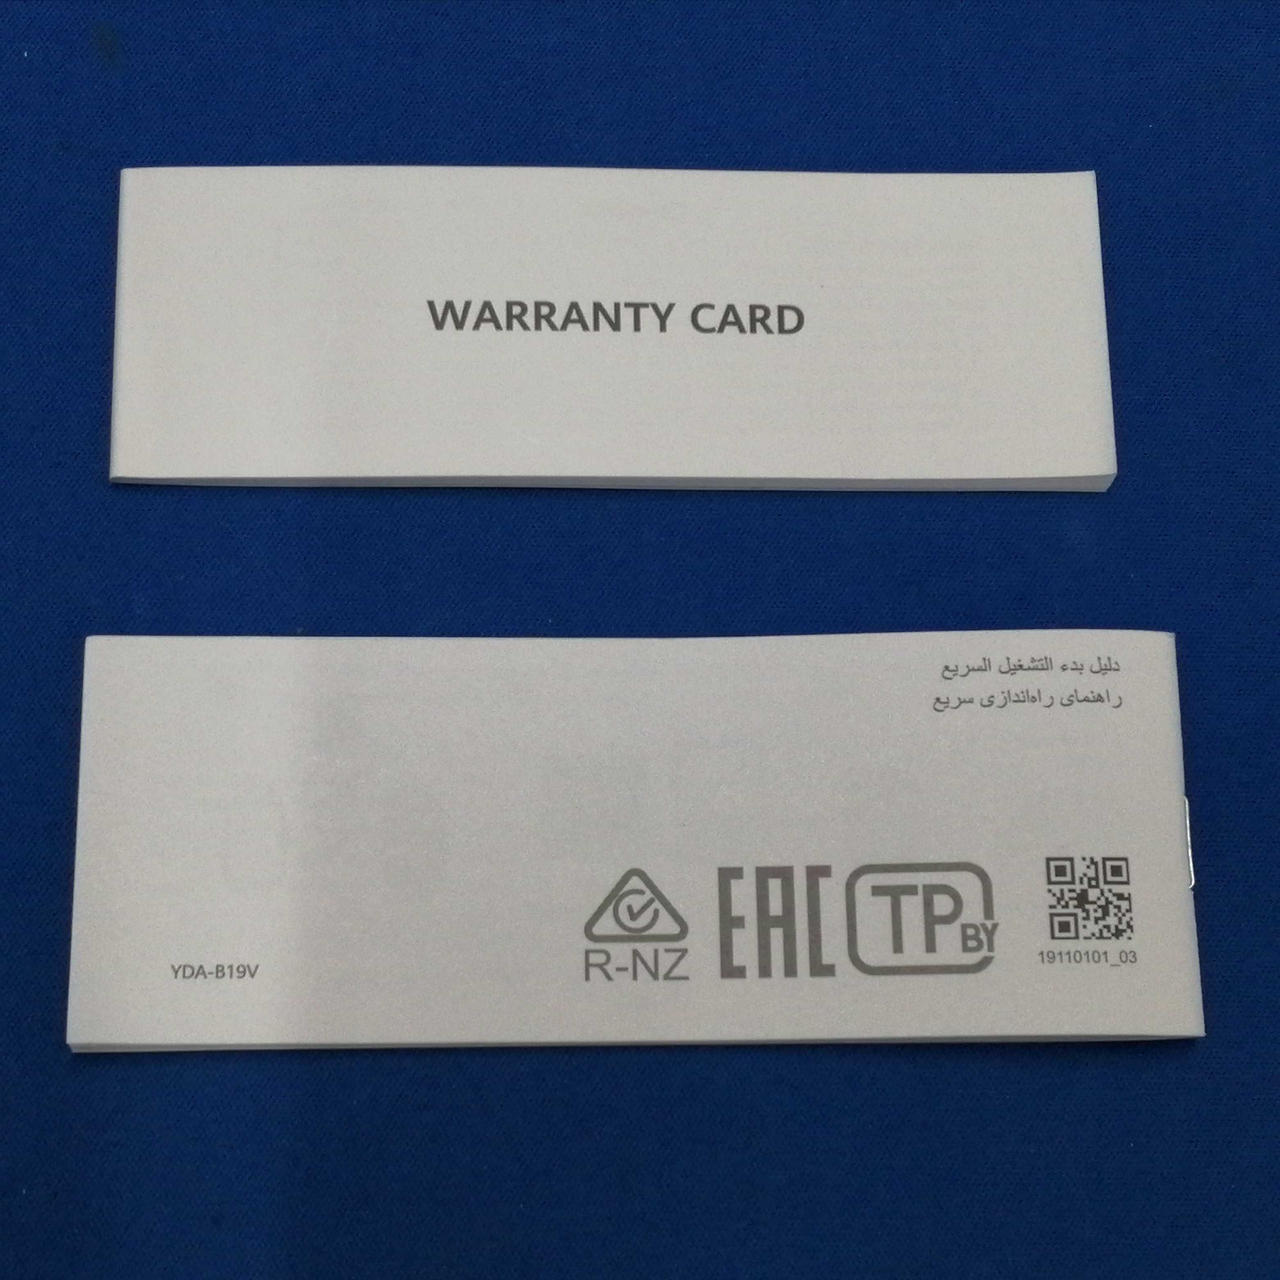 WARRANTY CARD
دليل بدء التشغيل السريع
راهنمای راه‌اندازی سریع
YDA-B19V
R-NZ
EAC
TP BY
19110101_03